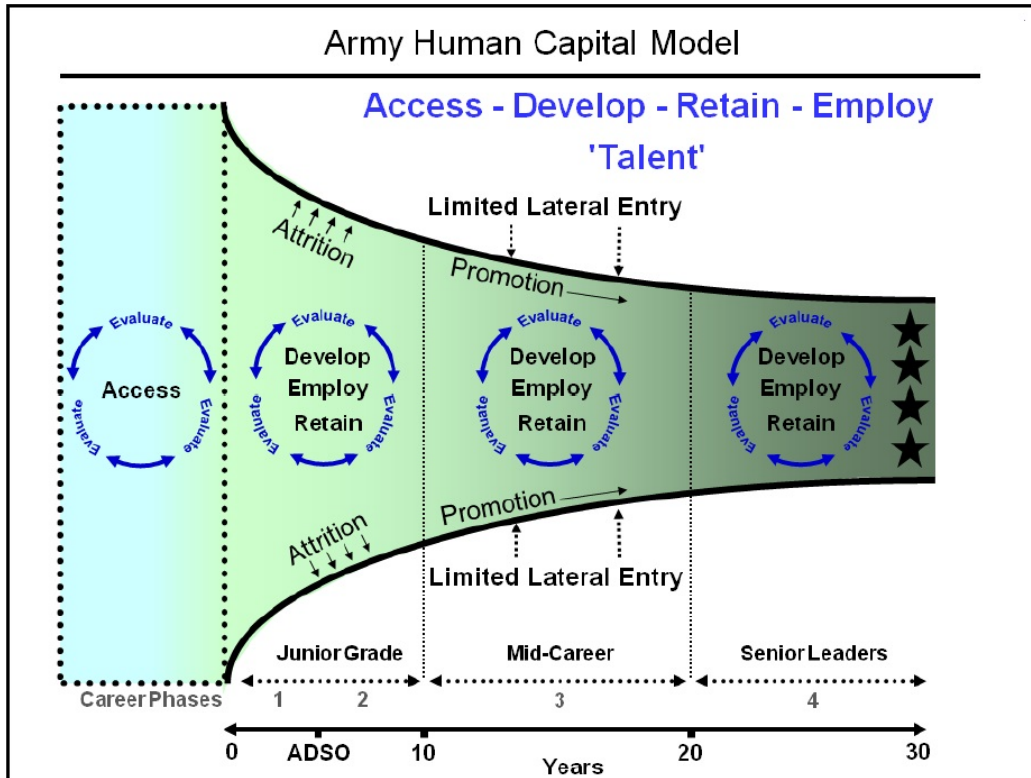 Army Human Capital Model
Access - Develop - Retain - Employ
'Talent'
Limited Lateral Entry
Attrition
Promotion
Evaluate
Evaluate
Evaluate
Access
Evaluate
Evaluate
Evaluate
Develop
Employ
Retain
Evaluate
Evaluate
Evaluate
Develop
Employ
Retain
Evaluate
Evaluate
Evaluate
Develop
Employ
Retain
Attrition
Promotion
Limited Lateral Entry
Junior Grade Mid-Career Senior Leaders
Career Phases 1 2 3 4
0 ADSO 10 20 30
Years